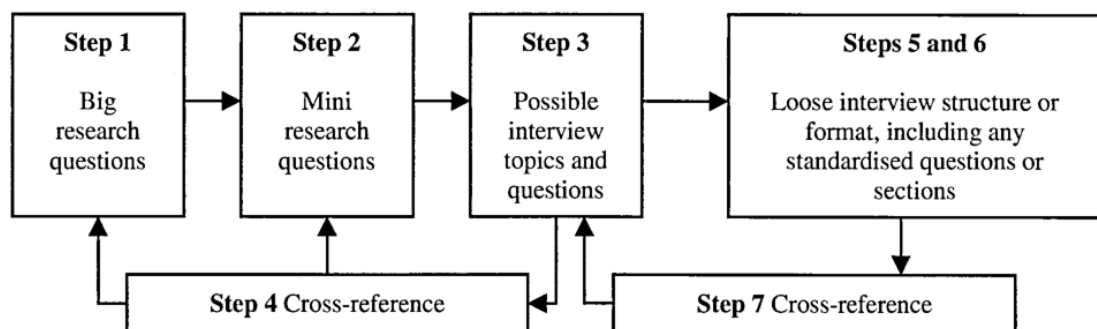 Step 1
Big
research
questions
Step 2
Mini
research
questions
Step 3
Possible
interview
topics and
questions
Steps 5 and 6
Loose interview structure or
format, including any
standardised questions or
sections
Step 4 Cross-reference
Step 7 Cross-reference